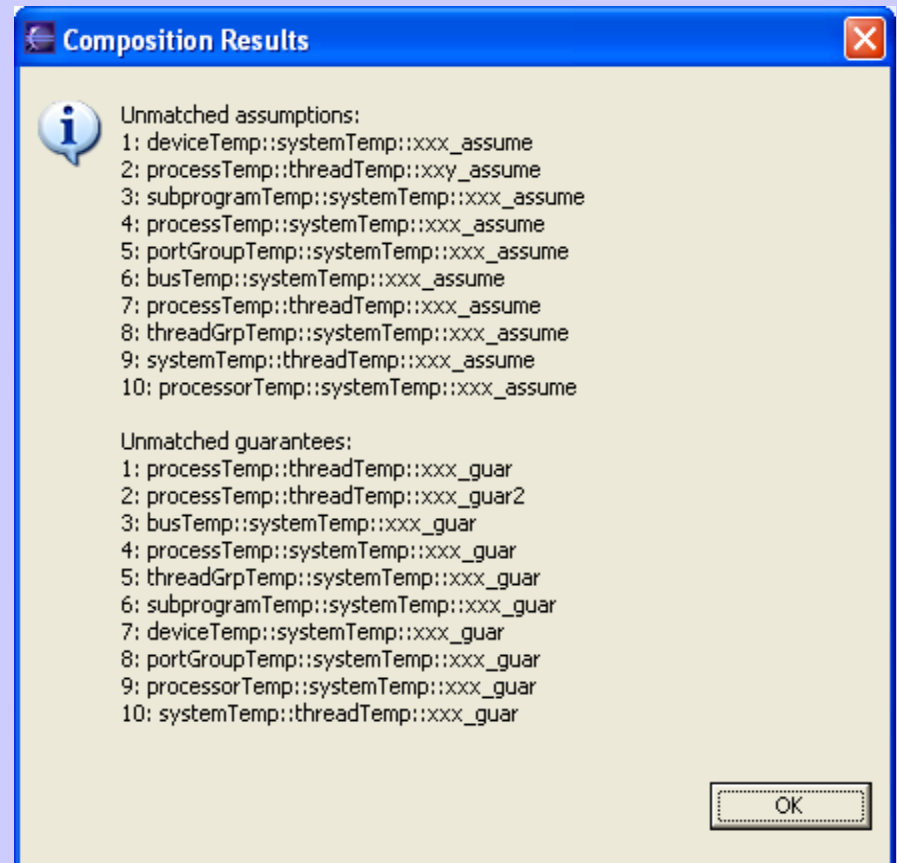 Composition Results
Unmatched assumptions:
1: deviceTemp::systemTemp::xxx_assume
2: processTemp::threadTemp::xxy_assume
3: subprogramTemp::systemTemp::xxx_assume
4: processTemp::systemTemp::xxx_assume
5: portGroupTemp::systemTemp::xxx_assume
6: busTemp::systemTemp::xxx_assume
7: processTemp::threadTemp::xxx_assume
8: threadGrpTemp::systemTemp::xxx_assume
9: systemTemp::threadTemp::xxx_assume
10: processorTemp::systemTemp::xxx_assume
Unmatched guarantees:
1: processTemp::threadTemp::xxx_guar
2: processTemp::threadTemp::xxx_guar2
3: busTemp::systemTemp::xxx_guar
4: processTemp::systemTemp::xxx_guar
5: threadGrpTemp::systemTemp::xxx_guar
6: subprogramTemp::systemTemp::xxx_guar
7: deviceTemp::systemTemp::xxx_guar
8: portGroupTemp::systemTemp::xxx_guar
9: processorTemp::systemTemp::xxx_guar
10: systemTemp::threadTemp::xxx_guar
OK